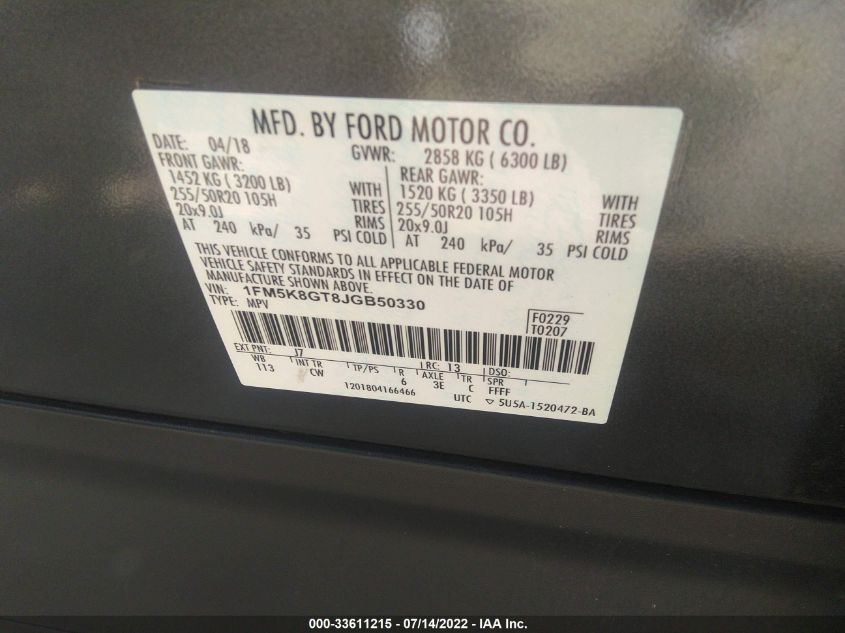 MFD. BY FORD MOTOR CO.
DATE: 04/18 GVWR: 2858 KG ( 6300 LB)
FRONT GAWR: REAR GAWR:
1452 KG ( 3200 LB) WITH 1520 KG ( 3350 LB) WITH
255/50R20 105H TIRES 255/50R20 105H TIRES
20x9.0J RIMS 20x9.0J RIMS
AT 240 kPa/ 35 PSI COLD AT 240 kPa/ 35 PSI COLD
THIS VEHICLE CONFORMS TO ALL APPLICABLE FEDERAL MOTOR
VEHICLE SAFETY STANDARDS IN EFFECT ON THE DATE OF
MANUFACTURE SHOWN ABOVE.
VIN: 1FM5K8GT8JGB50330
TYPE: MPV
F0229
T0207
EXT PNT: J7 RC: 13 DSO:
WB INT TR TP/PS R AXLE TR SPR
113 CW 6 3E C FFFF
1201804166466 UTC ▽ 5U5A-1520472-BA
000-33611215 - 07/14/2022 - IAA Inc.